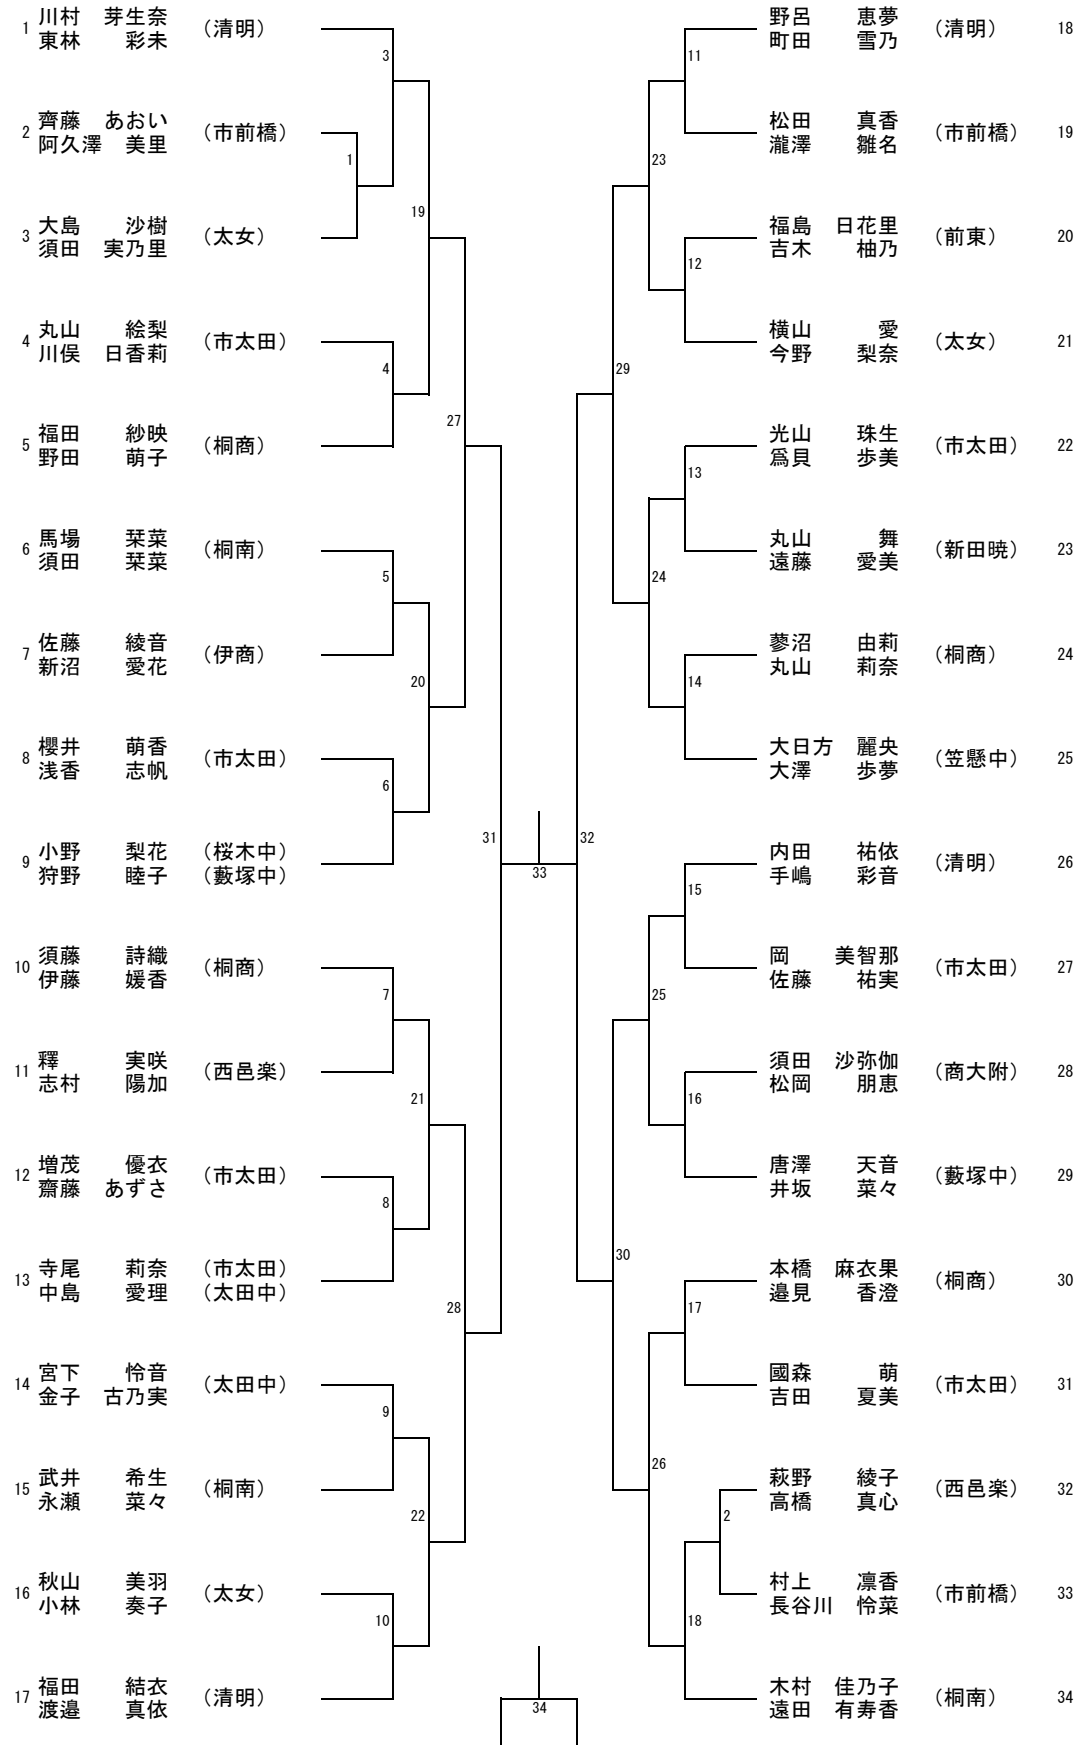 1 川村 芽生奈 (清明)
東林 彩未
2 齊藤 あおい (市前橋)
阿久澤 美里
3 大島 沙樹 (太女)
須田 実乃里
4 丸山 絵梨 (市太田)
川俣 日香莉
5 福田 紗映 (桐商)
野田 萌子
6 馬場 栞菜 (桐南)
須田 栞菜
7 佐藤 綾音 (伊商)
新沼 愛花
8 櫻井 萌香 (市太田)
浅香 志帆
9 小野 梨花 (桜木中)
狩野 睦子 (藪塚中)
10 須藤 詩織 (桐商)
伊藤 媛香
11 釋 実咲 (西邑楽)
志村 陽加
12 増茂 優衣 (市太田)
齋藤 あずさ
13 寺尾 莉奈 (市太田)
中島 愛理 (太田中)
14 宮下 怜音 (太田中)
金子 古乃実
15 武井 希生 (桐南)
永瀬 菜々
16 秋山 美羽 (太女)
小林 奏子
17 福田 結衣 (清明)
渡邉 真依
3
1
19
4
27
5
20
6
31
7
21
8
28
9
22
10
33
34
32
11
23
12
29
13
24
14
15
25
16
30
17
26
2
18
野呂 恵夢 (清明) 18
町田 雪乃
松田 真香 (市前橋) 19
瀧澤 雛名
福島 日花里 (前東) 20
吉木 柚乃
横山 愛 (太女) 21
今野 梨奈
光山 珠生 (市太田) 22
爲貝 歩美
丸山 舞 (新田暁) 23
遠藤 愛美
蓼沼 由莉 (桐商) 24
丸山 莉奈
大日方 麗央 (笠懸中) 25
大澤 歩夢
内田 祐依 (清明) 26
手嶋 彩音
岡 美智那 (市太田) 27
佐藤 祐実
須田 沙弥伽 (商大附) 28
松岡 朋恵
唐澤 天音 (藪塚中) 29
井坂 菜々
本橋 麻衣果 (桐商) 30
邉見 香澄
國森 萌 (市太田) 31
吉田 夏美
萩野 綾子 (西邑楽) 32
高橋 真心
村上 凛香 (市前橋) 33
長谷川 怜菜
木村 佳乃子 (桐南) 34
遠田 有寿香